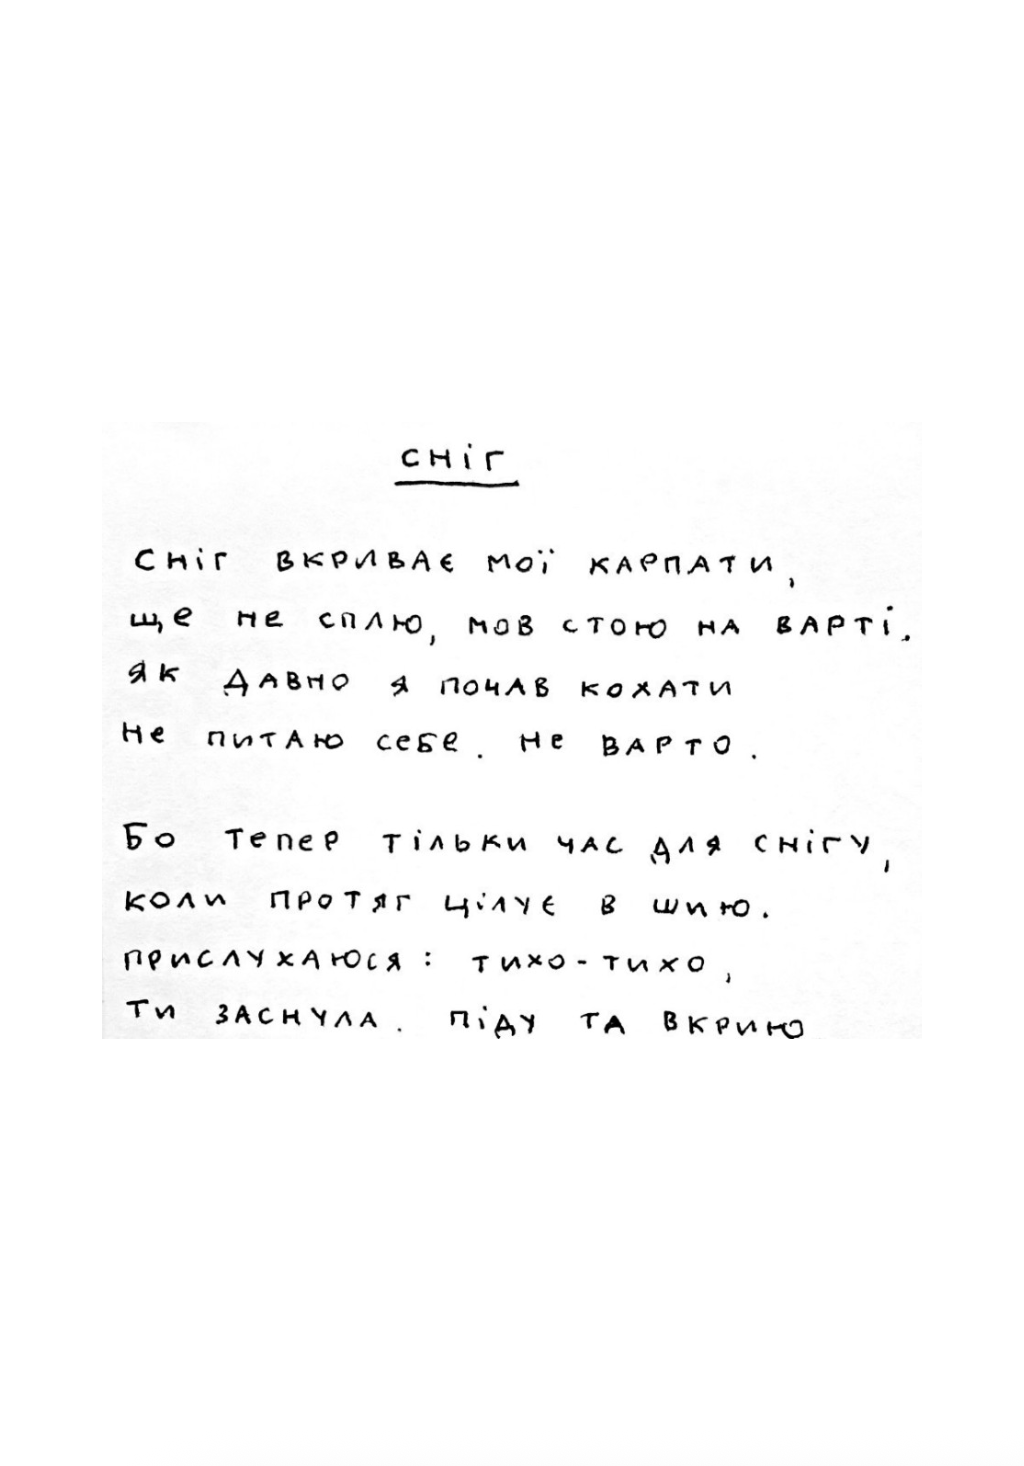 Сніг
Сніг вкриває мої Карпати,
ще не сплю, мов стою на варті.
Як давно я почав кохати
не питаю себе. Не варто.
Бо тепер тільки час для снігу,
коли протяг цілує в шию.
Прислухаюся: тихо-тихо,
ти заснула. Піду та вкрию